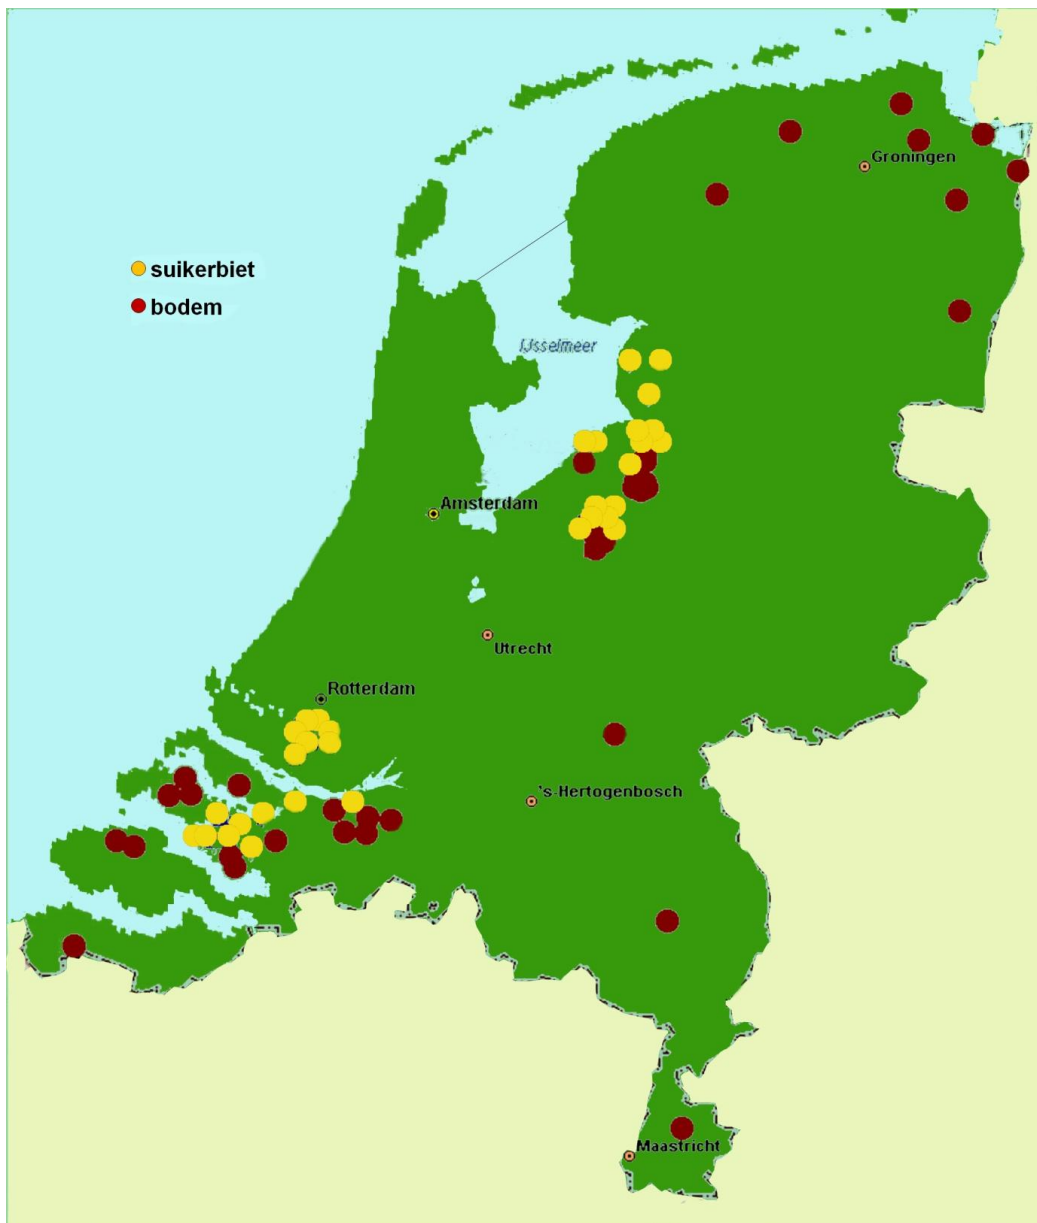 Groningen
suikerbiet
bodem
IJsselmeer
Amsterdam
Utrecht
Rotterdam
's-Hertogenbosch
Maastricht